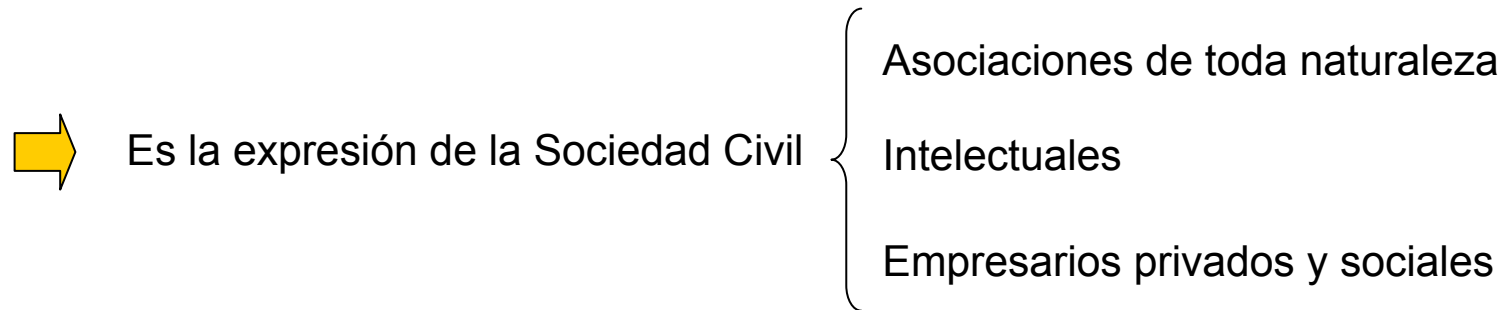 Asociaciones de toda naturaleza
Es la expresión de la Sociedad Civil
Intelectuales
Empresarios privados y sociales